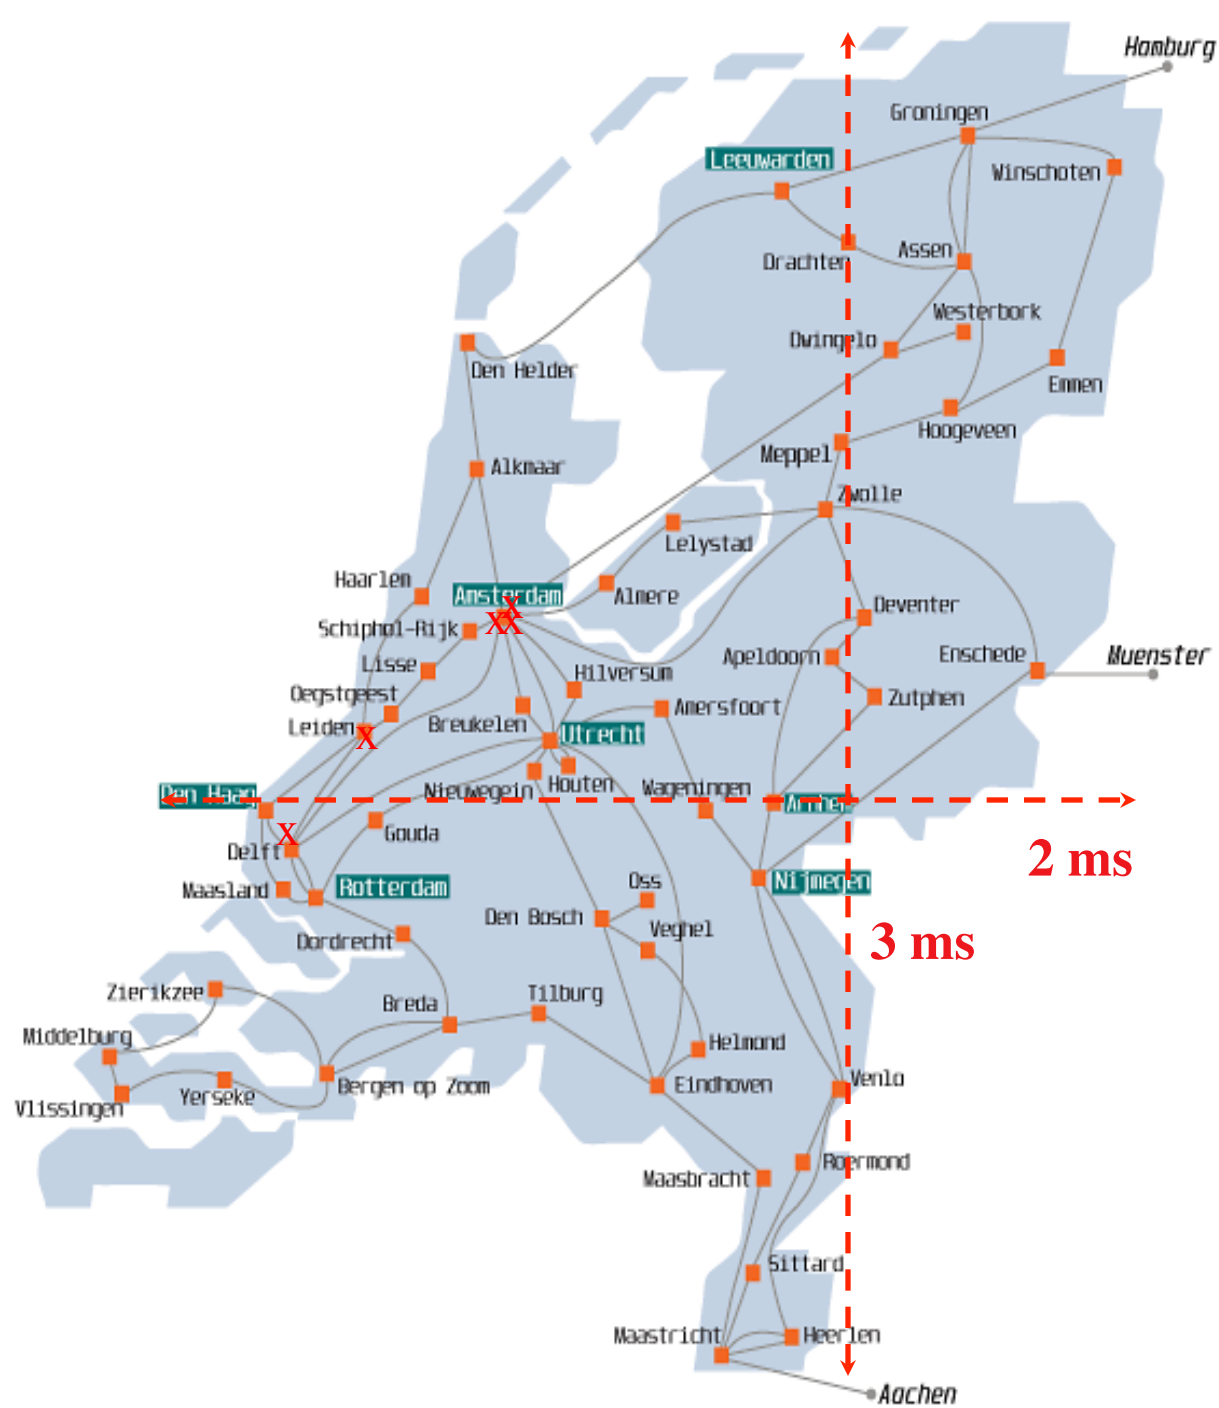 Hamburg
Groningen
Leeuwarden
Winschoten
Drachten
Assen
Westerbork
Dwingelo
Den Helder
Emmen
Hoogeveen
Meppel
Alkmaar
Zwolle
Lelystad
Haarlem
Amsterdam
Almere
X
X X
Deventer
Schiphol-Rijk
Lisse
Apeldoorn
Enschede
Muenster
Hilversum
Oegstgeest
Zutphen
Amersfoort
Leiden
X
Breukelen
Utrecht
Houten
Nieuwegein
Wageningen
Den Haag
Arnhem
X
Gouda
Delft
2 ms
Maasland
Rotterdam
Nijmegen
Oss
Den Bosch
Veghel
Dordrecht
3 ms
Zierikzee
Breda
Tilburg
Middelburg
Helmond
Venlo
Eindhoven
Bergen op Zoom
Yerseke
Vlissingen
Roermond
Maasbracht
Sittard
Maastricht
Heerlen
Aachen